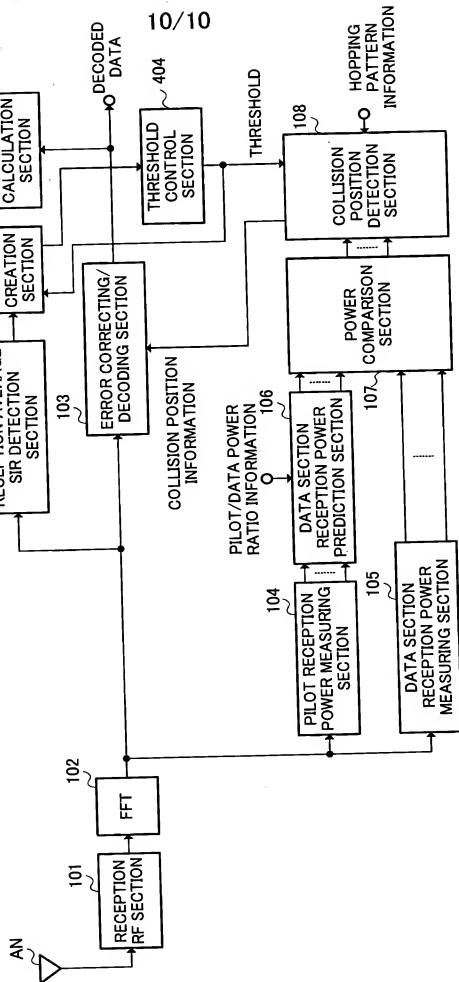 10/10
AN
101
RECEPTION
RF SECTION
102
FFT
SIR DETECTION
SECTION
CREATION
SECTION
CALCULATION
SECTION
DECODED
DATA
103
ERROR CORRECTING/
DECODING SECTION
404
THRESHOLD
CONTROL
SECTION
THRESHOLD
COLLISION POSITION
INFORMATION
PILOT/DATA POWER
RATIO INFORMATION
104
PILOT RECEPTION
POWER MEASURING
SECTION
106
DATA SECTION
RECEPTION POWER
PREDICTION SECTION
105
DATA SECTION
RECEPTION POWER
MEASURING SECTION
107
POWER
COMPARISON
SECTION
108
COLLISION
POSITION
DETECTION
SECTION
HOPPING
PATTERN
INFORMATION